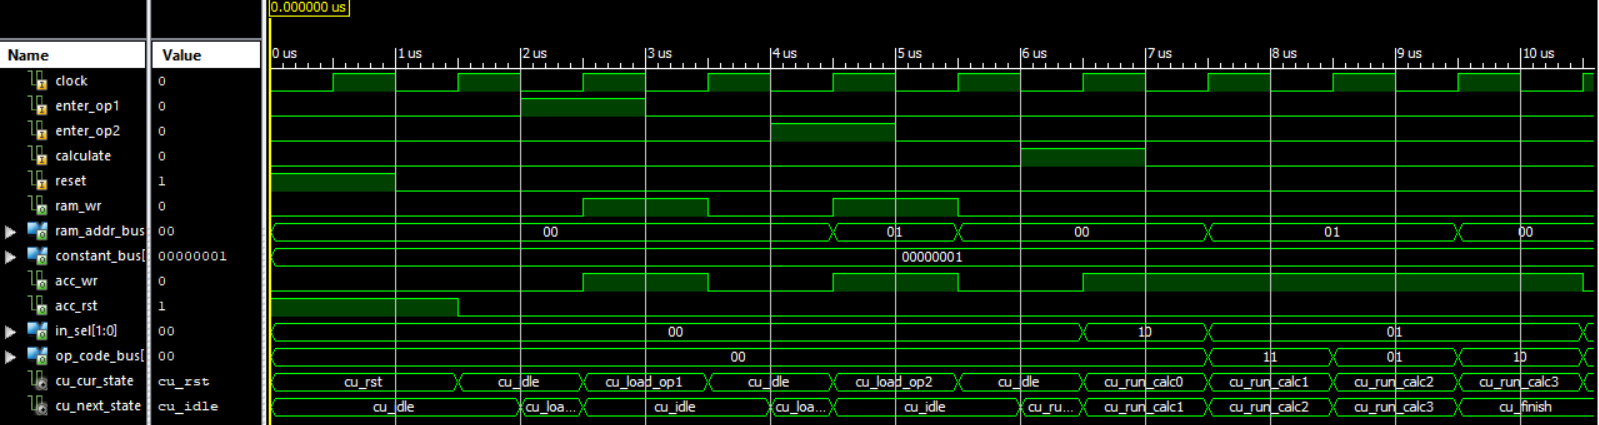 0.000000 us
Name Value 0 us 1 us 2 us 3 us 4 us 5 us 6 us 7 us 8 us 9 us 10 us
clock 0
enter_op1 0
enter_op2 0
calculate 0
reset 1
ram_wr 0
ram_addr_bus 00 00 01 00 01 00
constant_bus[ 00000001 00000001
acc_wr 0
acc_rst 1
in_sel[1:0] 00 00 10 01
op_code_bus[ 00 00 11 01 10
cu_cur_state cu_rst cu_rst cu_idle cu_load_op1 cu_idle cu_load_op2 cu_idle cu_run_calc0 cu_run_calc1 cu_run_calc2 cu_run_calc3
cu_next_state cu_idle cu_idle cu_loa... cu_idle cu_loa... cu_idle cu_ru... cu_run_calc1 cu_run_calc2 cu_run_calc3 cu_finish